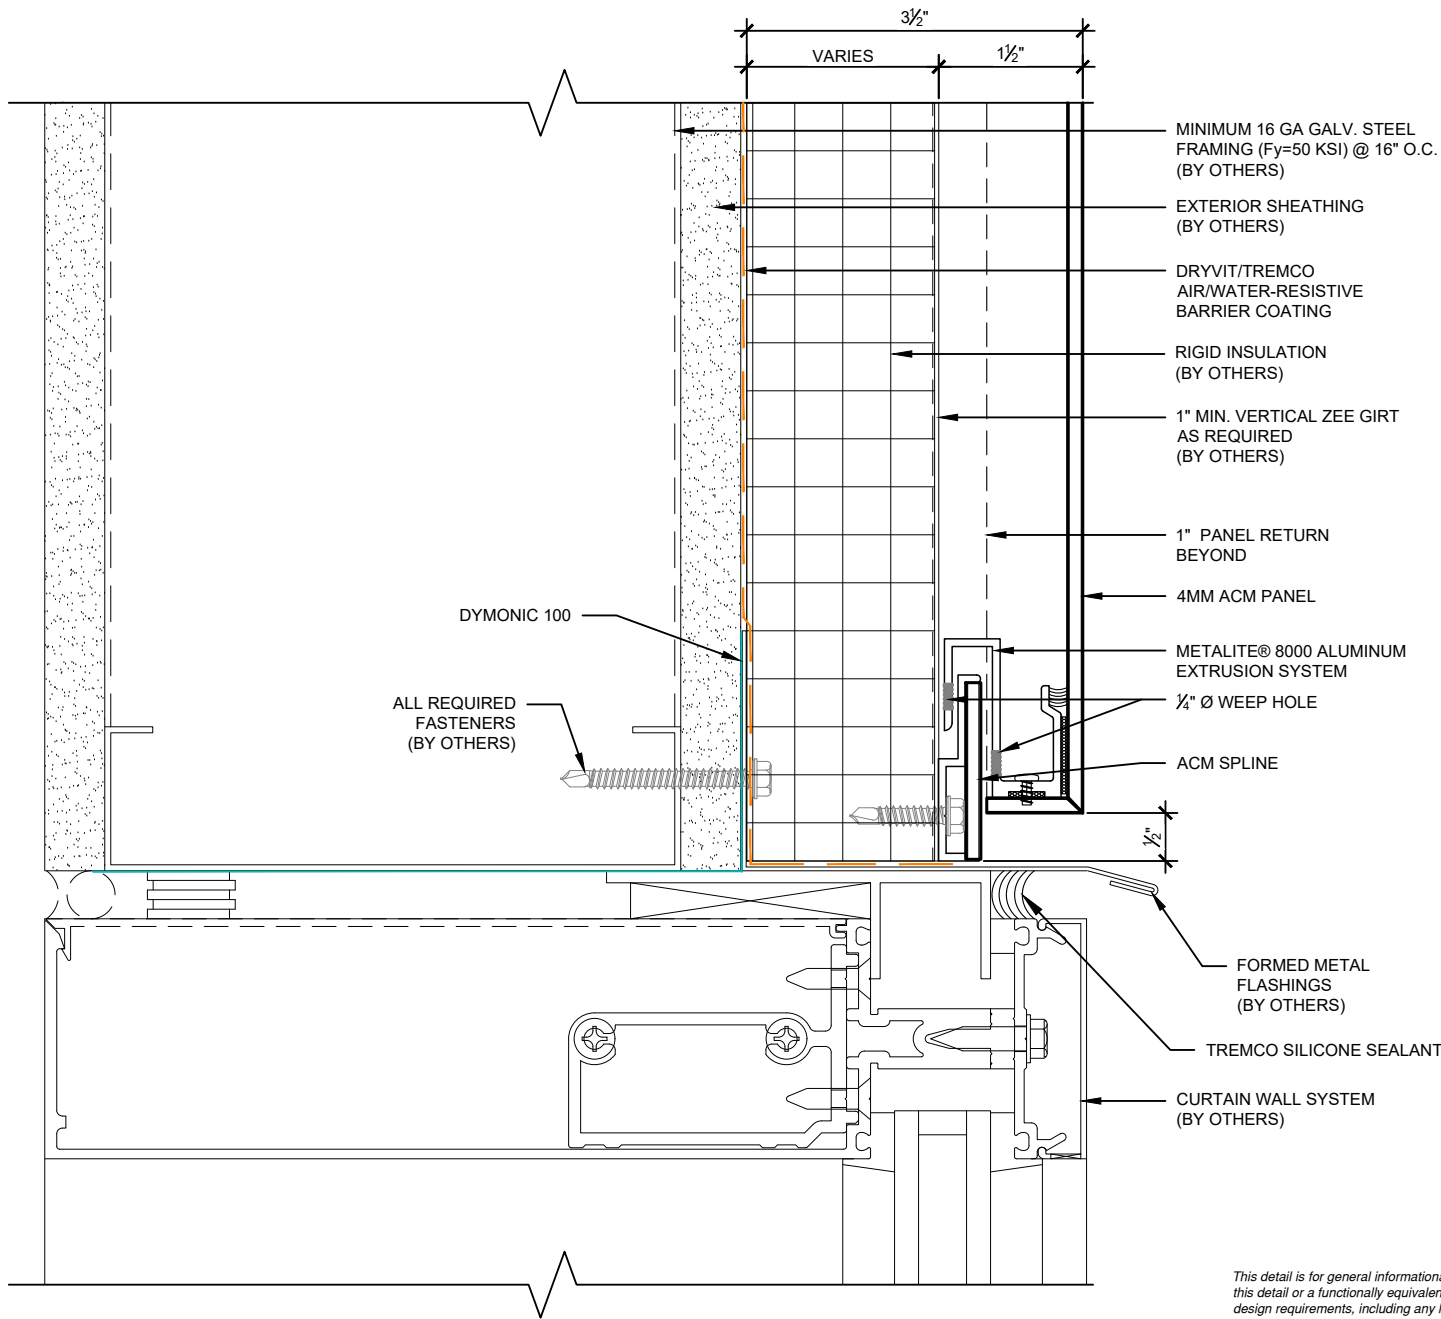 3½"
VARIES
1½"
MINIMUM 16 GA GALV. STEEL
FRAMING (Fy=50 KSI) @ 16" O.C.
(BY OTHERS)
EXTERIOR SHEATHING
(BY OTHERS)
DRYVIT/TREMCO
AIR/WATER-RESISTIVE
BARRIER COATING
RIGID INSULATION
(BY OTHERS)
1" MIN. VERTICAL ZEE GIRT
AS REQUIRED
(BY OTHERS)
1" PANEL RETURN
BEYOND
4MM ACM PANEL
DYMONIC 100
METALITE® 8000 ALUMINUM
EXTRUSION SYSTEM
ALL REQUIRED
FASTENERS
(BY OTHERS)
¼" Ø WEEP HOLE
ACM SPLINE
½"
FORMED METAL
FLASHINGS
(BY OTHERS)
TREMCO SILICONE SEALANT
CURTAIN WALL SYSTEM
(BY OTHERS)
This detail is for general informationa
this detail or a functionally equivalen
design requirements, including any